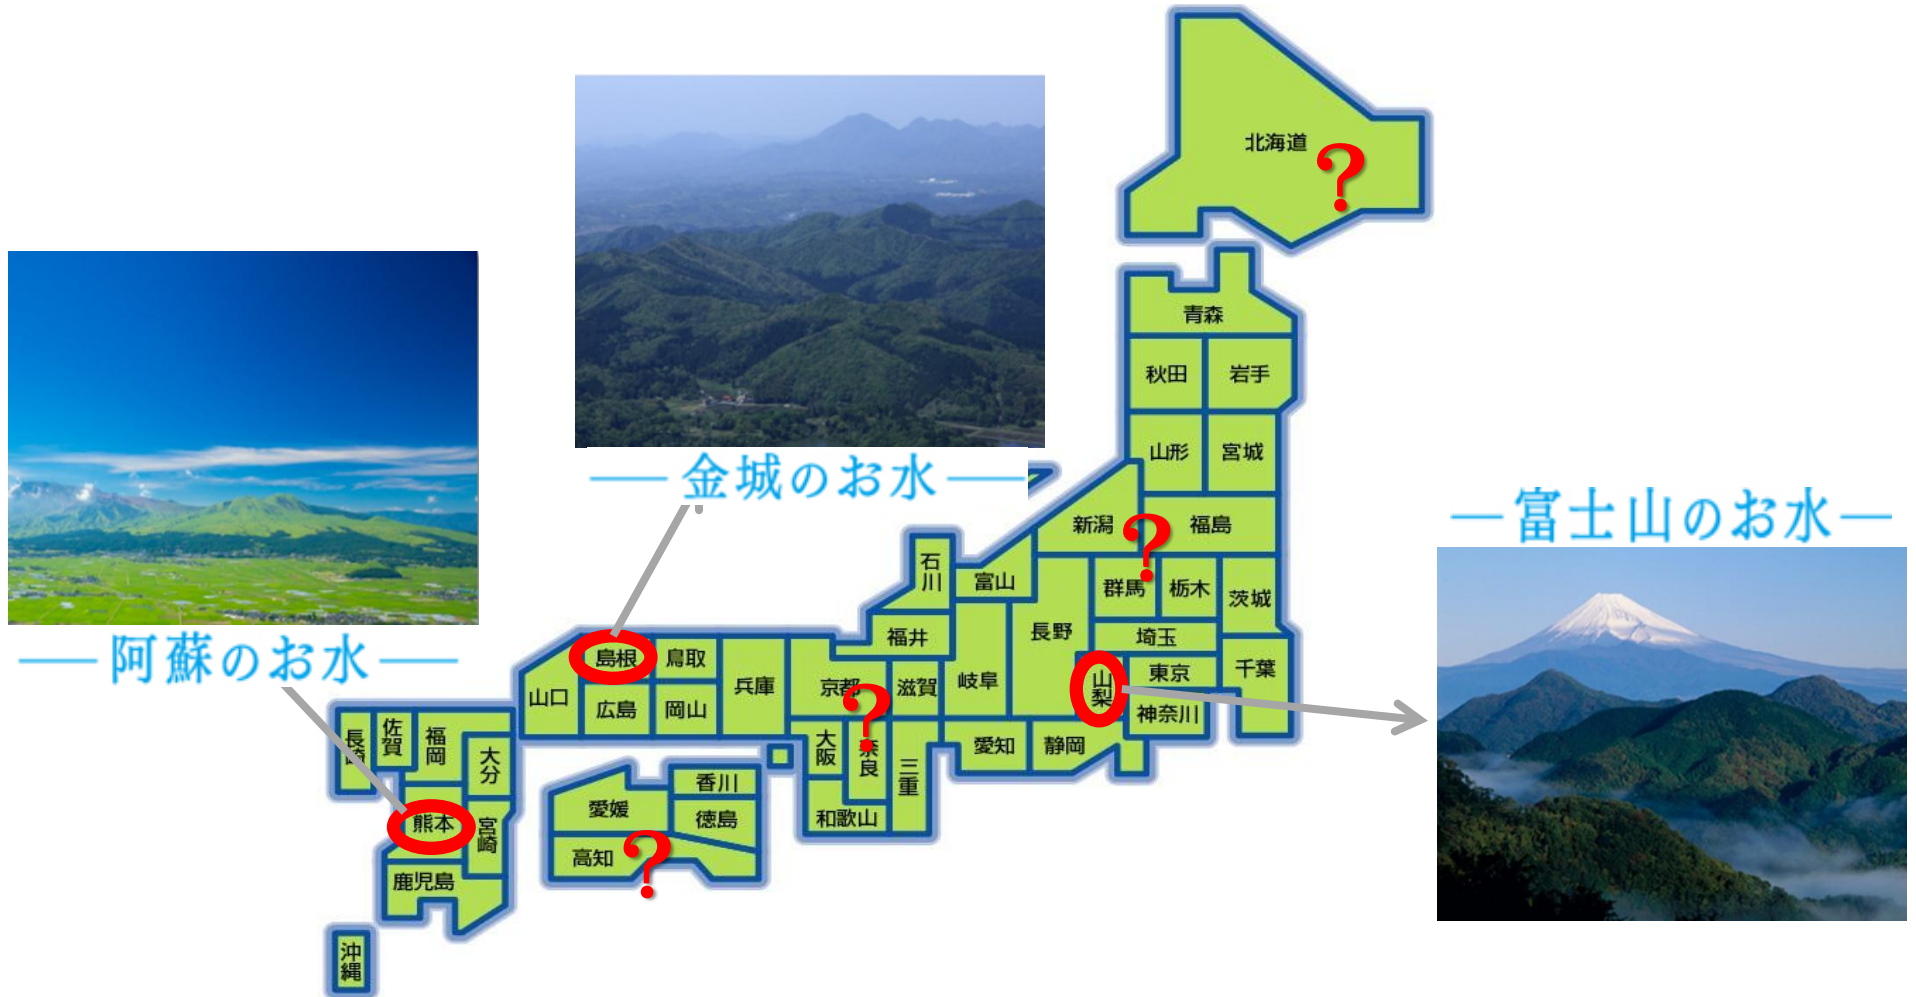 北海道
?
青森
秋田
岩手
山形
宮城
金城のお水
新潟
?
福島
富士山のお水
石川
富山
群馬
栃木
茨城
長野
福井
埼玉
阿蘇のお水
島根
鳥取
兵庫
京都
?
滋賀
岐阜
山梨
東京
千葉
山口
広島
岡山
神奈川
長崎
佐賀
福岡
大分
大阪
奈良
三重
愛知
静岡
香川
愛媛
徳島
和歌山
熊本
宮崎
高知
?
鹿児島
沖縄